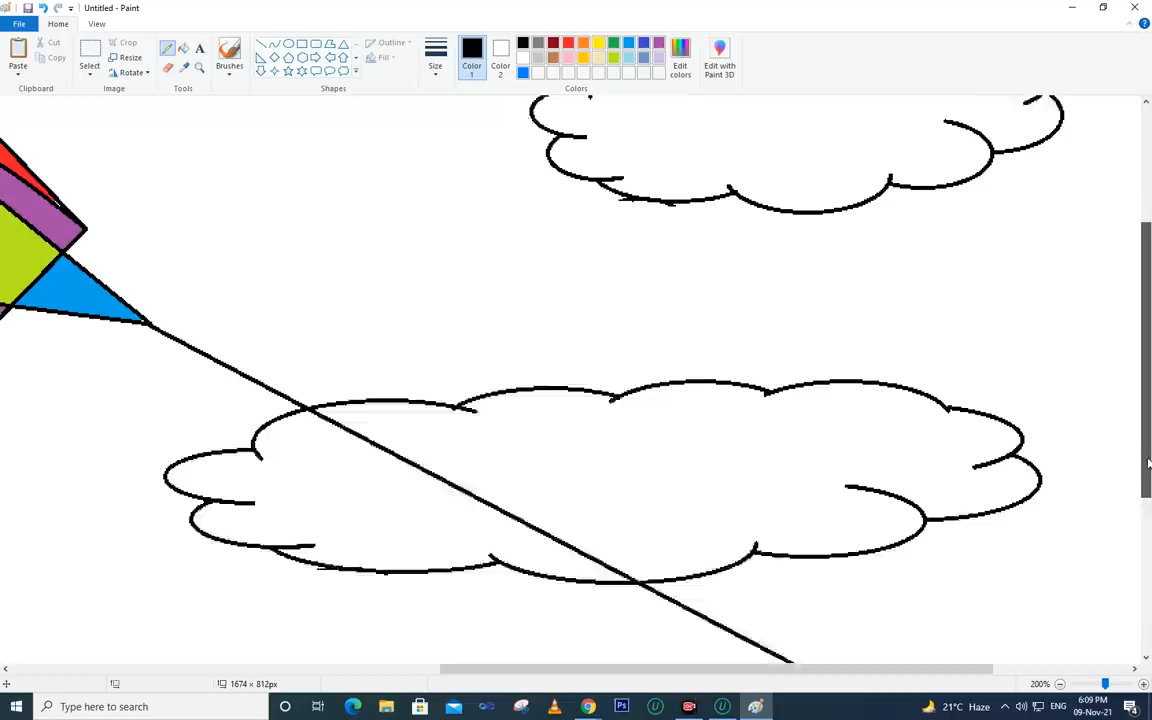 Untitled - Paint
File Home View
Cut
Copy
Paste
Crop
Resize
Rotate
Select
A
Brushes
Outline
Fill
Size
Color 1
Color 2
Edit colors
Edit with Paint 3D
Clipboard Image Tools Shapes Colors
1674 × 812px
200%
Type here to search
Ps
21°C Haze
ENG
6:09 PM
09-Nov-21
4